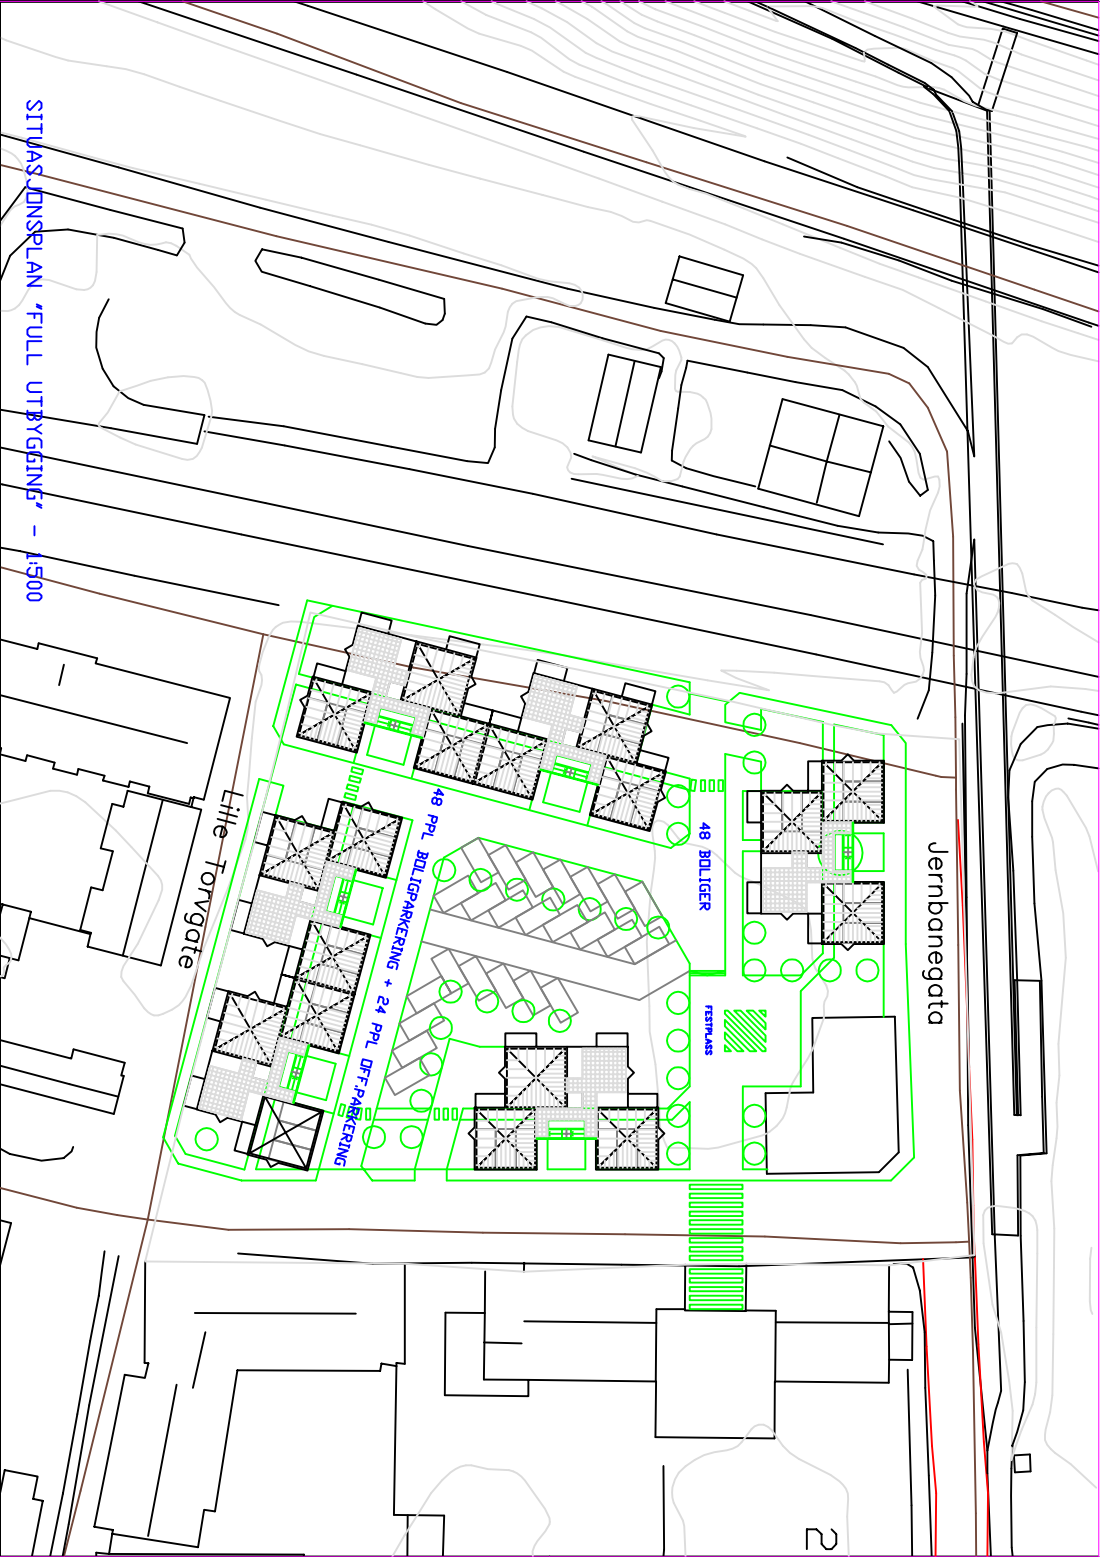 SITUASJONSPLAN "FULL UTBYGGING" - 1:500
Jernbanegata
48 BOLIGER
FESTPLASS
48 PPL BOLIGPARKERING + 24 PPL OFF.PARKERING
Lille Torvgate
2